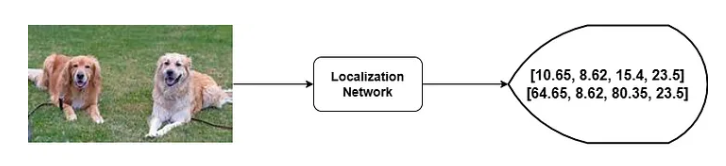 Localization
Network
[10.65, 8.62, 15.4, 23.5]
[64.65, 8.62, 80.35, 23.5]